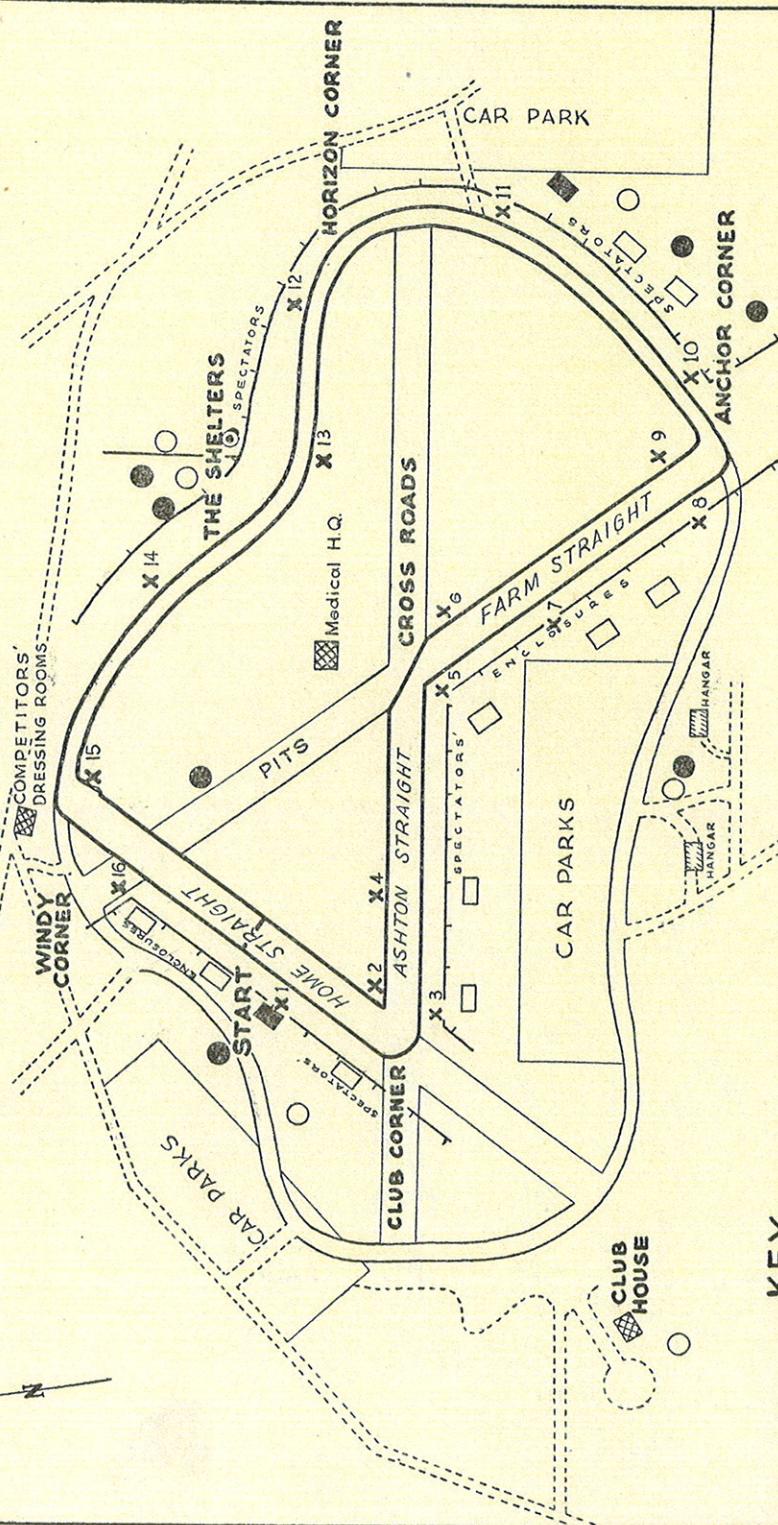 HORIZON CORNER
CAR PARK
X 11
SPECTATORS
ANCHOR CORNER
X 10
X 12
SPECTATORS
THE SHELTERS
X 13
X 14
Medical H.Q.
CROSS ROADS
X 9
X 8
FARM STRAIGHT
X 6
X 7
ENCLOSURES
X 5
COMPETITORS'
DRESSING ROOMS
X 15
PITS
HANGAR
HANGAR
SPECTATORS'
ASHTON STRAIGHT
X 4
CAR PARKS
WINDY
CORNER
X 16
HOME STRAIGHT
ENCLOSURES
START
X 1
X 2
X 3
SPECTATORS'
CLUB CORNER
CAR PARKS
CLUB
HOUSE
N
KEY